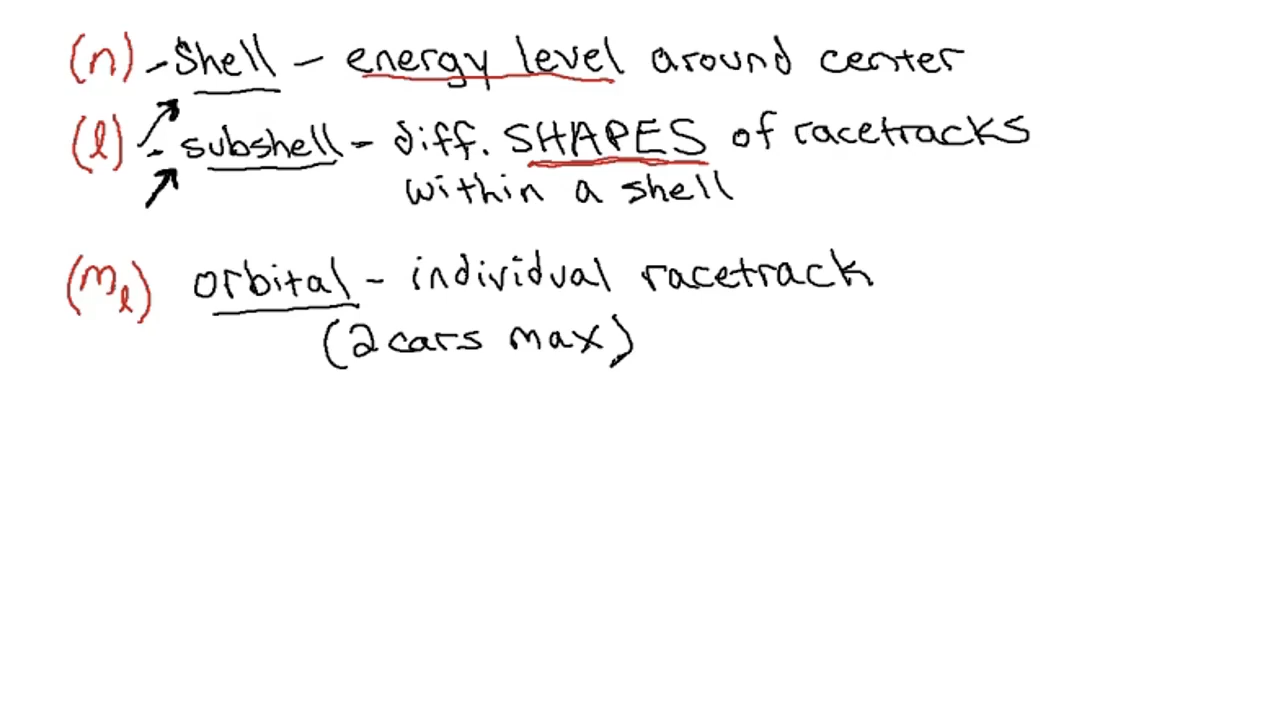 (n) - Shell - energy level around center
(l) - subshell - diff. SHAPES of racetracks
within a shell
(ml) orbital - individual racetrack
(2 cars max)